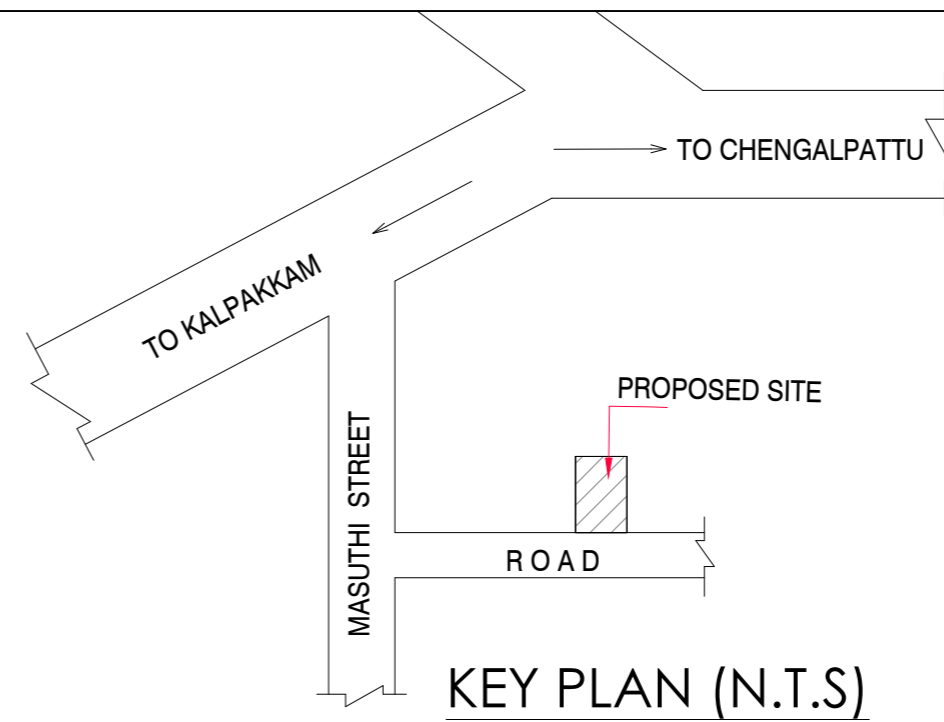 TO CHENGALPATTU
TO KALPAKKAM
PROPOSED SITE
MASUTHI STREET
ROAD
KEY PLAN (N.T.S)